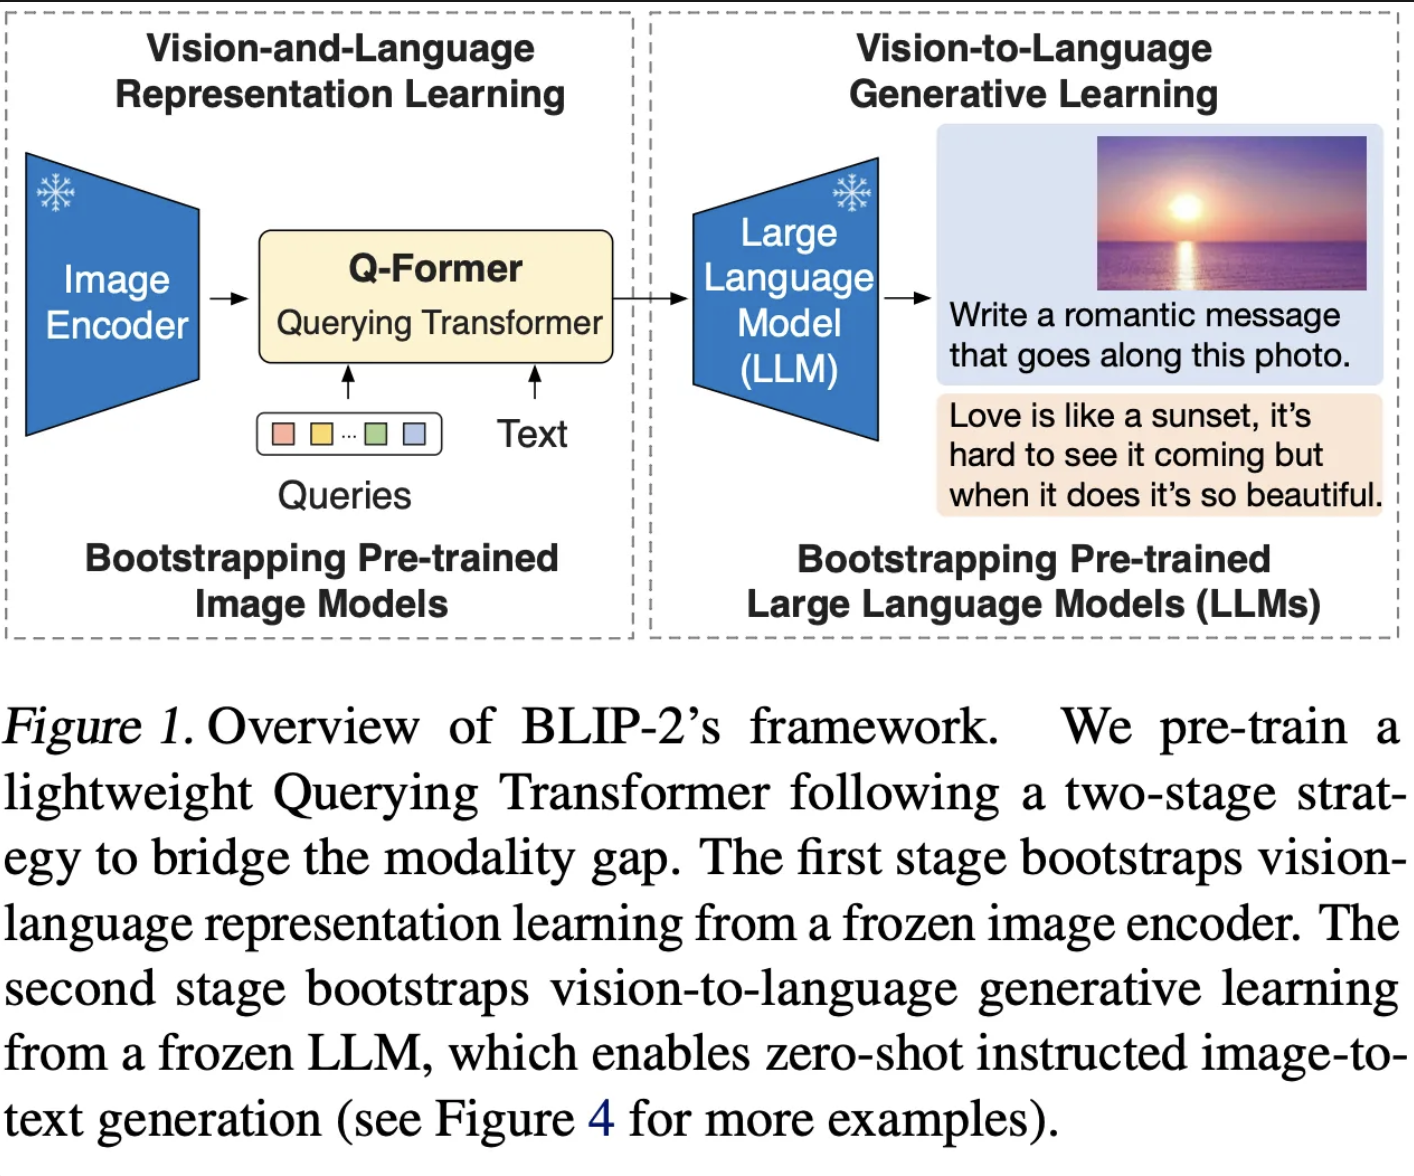 Vision-and-Language
Representation Learning
Image
Encoder
Q-Former
Querying Transformer
...
Queries
Text
Bootstrapping Pre-trained
Image Models
Vision-to-Language
Generative Learning
Large
Language
Model
(LLM)
Write a romantic message
that goes along this photo.
Love is like a sunset, it's
hard to see it coming but
when it does it's so beautiful.
Bootstrapping Pre-trained
Large Language Models (LLMs)
Figure 1. Overview of BLIP-2's framework. We pre-train a
lightweight Querying Transformer following a two-stage strat-
egy to bridge the modality gap. The first stage bootstraps vision-
language representation learning from a frozen image encoder. The
second stage bootstraps vision-to-language generative learning
from a frozen LLM, which enables zero-shot instructed image-to-
text generation (see Figure 4 for more examples).